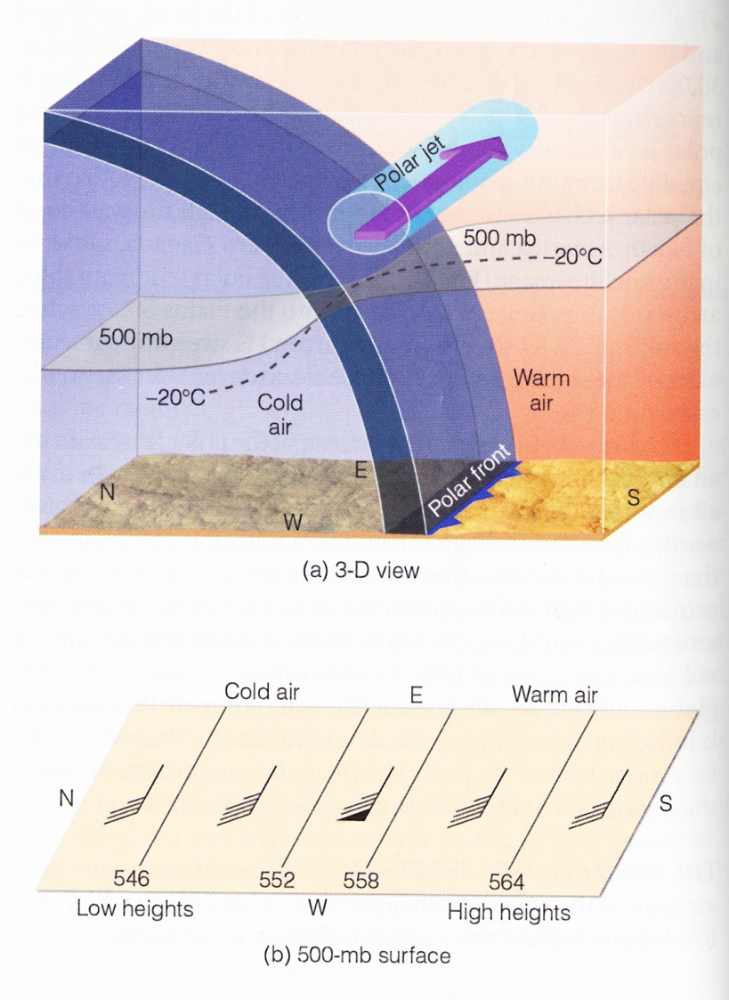 Polar jet
500 mb
–20°C
500 mb
–20°C
Cold
air
Warm
air
Polar front
N
E
W
S
(a) 3-D view
Cold air
E
Warm air
N
S
546
552
558
564
Low heights
W
High heights
(b) 500-mb surface